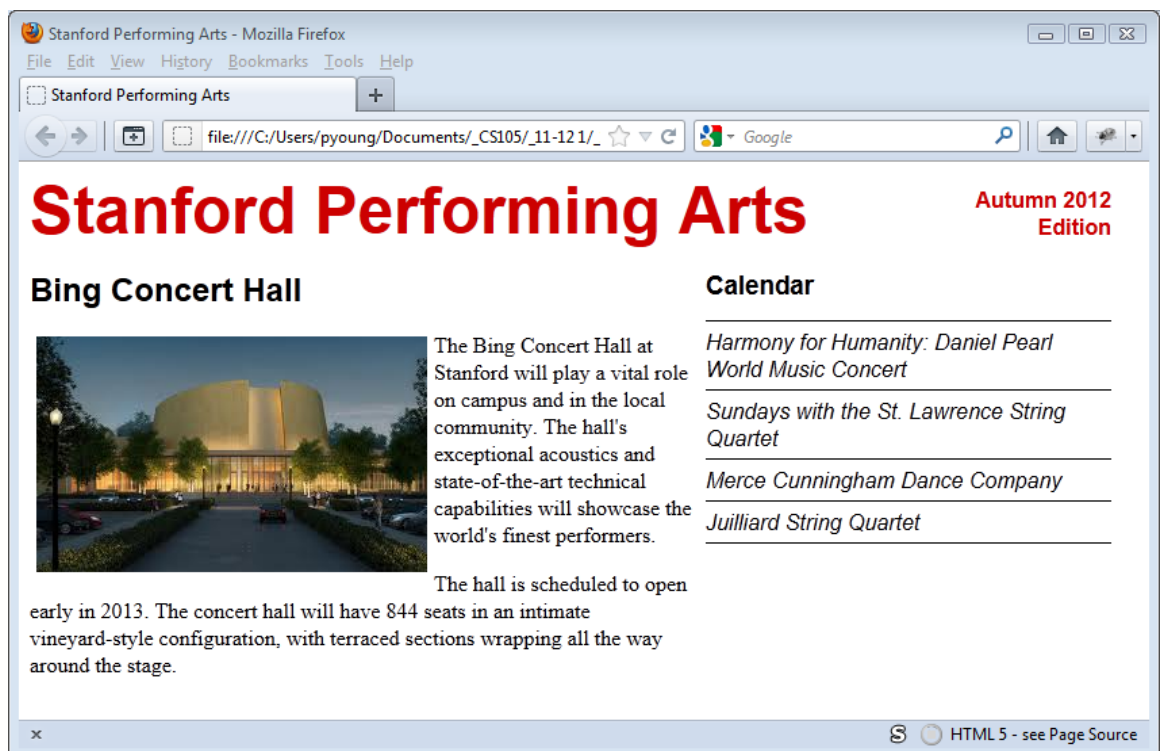 Stanford Performing Arts - Mozilla Firefox
File Edit View History Bookmarks Tools Help
Stanford Performing Arts
+
file:///C:/Users/pyoung/Documents/_CS105/_11-12 1/_
Google
Stanford Performing Arts
Autumn 2012
Edition
Bing Concert Hall
The Bing Concert Hall at
Stanford will play a vital role
on campus and in the local
community. The hall's
exceptional acoustics and
state-of-the-art technical
capabilities will showcase the
world's finest performers.
The hall is scheduled to open
early in 2013. The concert hall will have 844 seats in an intimate
vineyard-style configuration, with terraced sections wrapping all the way
around the stage.
Calendar
Harmony for Humanity: Daniel Pearl
World Music Concert
Sundays with the St. Lawrence String
Quartet
Merce Cunningham Dance Company
Juilliard String Quartet
x
S
HTML 5 - see Page Source